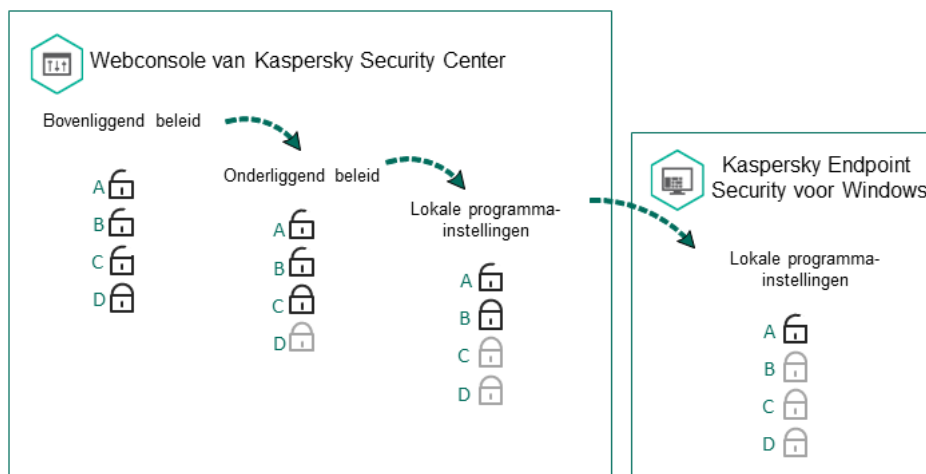 Webconsole van Kaspersky Security Center
Bovenliggend beleid
A
B
C
D
Onderliggend beleid
A
B
C
D
Lokale programma-
instellingen
A
B
C
D
Kaspersky Endpoint
Security voor Windows
Lokale programma-
instellingen
A
B
C
D